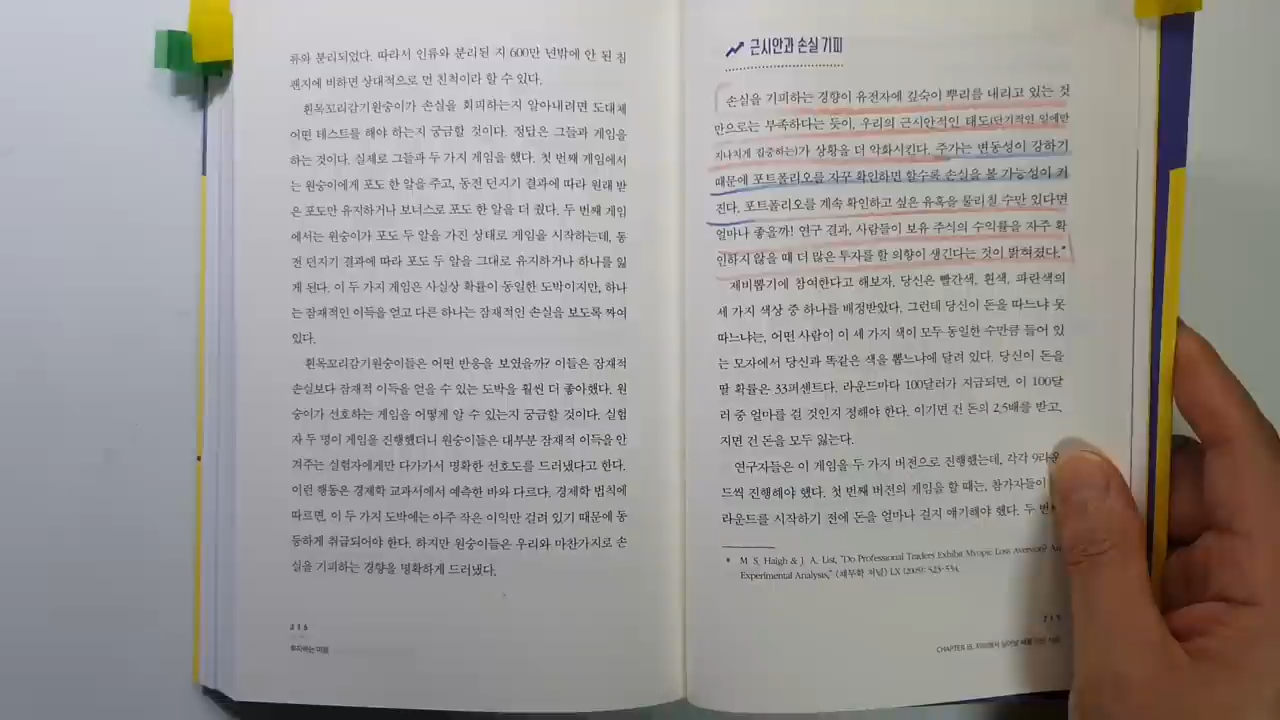 류와 분리되었다. 따라서 인류와 분리된 지 600만 년밖에 안 된 침
팬지에 비하면 상대적으로 먼 친척이라 할 수 있다.
흰목꼬리감기원숭이가 손실을 회피하는지 알아내려면 도대체
어떤 테스트를 해야 하는지 궁금할 것이다. 정답은 그들과 게임을
하는 것이다. 실제로 그들과 두 가지 게임을 했다. 첫 번째 게임에서
는 원숭이에게 포도 한 알을 주고, 동전 던지기 결과에 따라 원래 받
은 포도만 유지하거나 보너스로 포도 한 알을 더 줬다. 두 번째 게임
에서는 원숭이가 포도 두 알을 가진 상태로 게임을 시작하는데, 동
전 던지기 결과에 따라 포도 두 알을 그대로 유지하거나 하나를 잃
게 된다. 이 두 가지 게임은 사실상 확률이 동일한 도박이지만, 하나
는 잠재적인 이득을 얻고 다른 하나는 잠재적인 손실을 보도록 짜여
있다.
흰목꼬리감기원숭이들은 어떤 반응을 보였을까? 이들은 잠재적
손실보다 잠재적 이득을 얻을 수 있는 도박을 훨씬 더 좋아했다. 원
숭이가 선호하는 게임을 어떻게 알 수 있는지 궁금할 것이다. 실험
자 두 명이 게임을 진행했더니 원숭이들은 대부분 잠재적 이득을 안
겨주는 실험자에게만 다가가서 명확한 선호도를 드러냈다고 한다.
이런 행동은 경제학 교과서에서 예측한 바와 다르다. 경제학 법칙에
따르면, 이 두 가지 도박에는 아주 작은 이익만 걸려 있기 때문에 동
등하게 취급되어야 한다. 하지만 원숭이들은 우리와 마찬가지로 손
실을 기피하는 경향을 명확하게 드러냈다.
216
투자하는 마음
근시안과 손실 기피
손실을 기피하는 경향이 유전자에 깊숙이 뿌리를 내리고 있는 것
만으로는 부족하다는 듯이, 우리의 근시안적인 태도(단기적인 일에만
지나치게 집중하는)가 상황을 더 악화시킨다. 주가는 변동성이 강하기
때문에 포트폴리오를 자꾸 확인하면 할수록 손실을 볼 가능성이 커
진다. 포트폴리오를 계속 확인하고 싶은 유혹을 물리칠 수만 있다면
얼마나 좋을까! 연구 결과, 사람들이 보유 주식의 수익률을 자주 확
인하지 않을 때 더 많은 투자를 할 의향이 생긴다는 것이 밝혀졌다.*
제비뽑기에 참여한다고 해보자. 당신은 빨간색, 흰색, 파란색의
세 가지 색상 중 하나를 배정받았다. 그런데 당신이 돈을 따느냐 못
따느냐는, 어떤 사람이 이 세 가지 색이 모두 동일한 수만큼 들어 있
는 모자에서 당신과 똑같은 색을 뽑느냐에 달려 있다. 당신이 돈을
딸 확률은 33퍼센트다. 라운드마다 100달러가 지급되면, 이 100달
러 중 얼마를 걸 것인지 정해야 한다. 이기면 건 돈의 2.5배를 받고,
지면 건 돈을 모두 잃는다.
연구자들은 이 게임을 두 가지 버전으로 진행했는데, 각각 9라운
드씩 진행해야 했다. 첫 번째 버전의 게임을 할 때는, 참가자들이
라운드를 시작하기 전에 돈을 얼마나 걸지 얘기해야 했다. 두 번째
* M. S. Haigh & J. A. List, "Do Professional Traders Exhibit Myopic Loss Aversion? An
Experimental Analysis," 《재무학 저널》 LX (2005): 523-534.
CHAPTER 13.